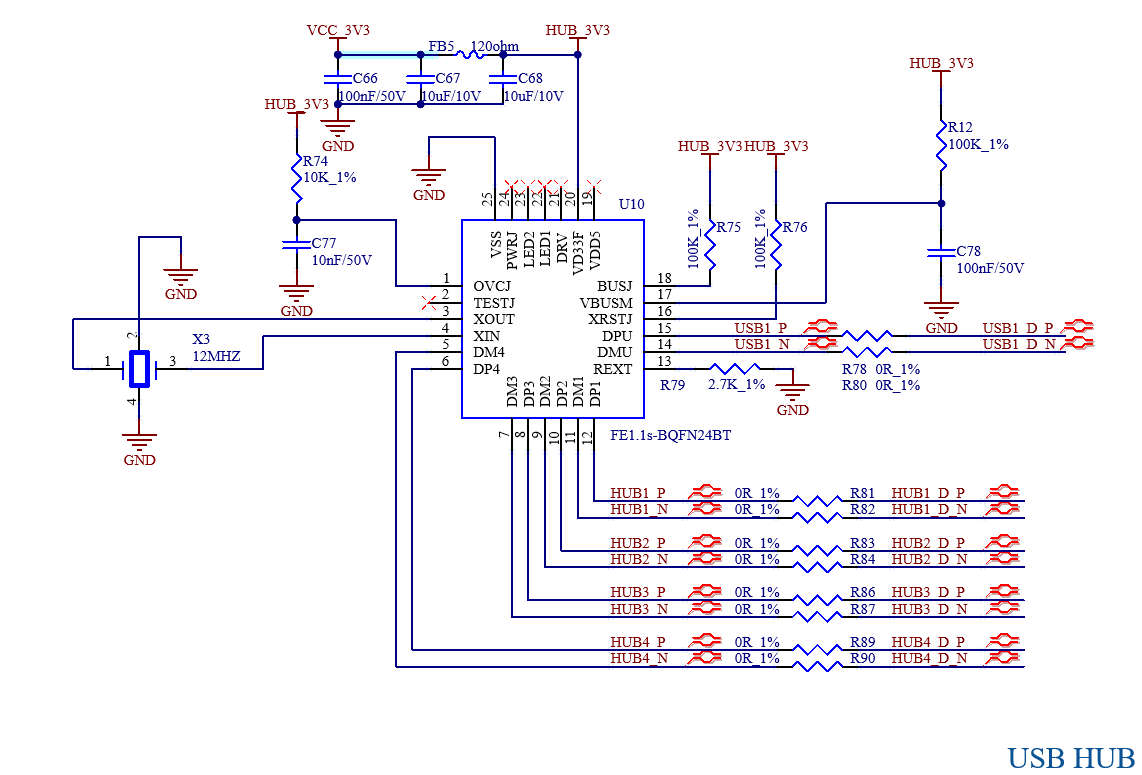 VCC_3V3
FB5 120ohm
HUB_3V3
C66
100nF/50V
C67
10uF/10V
C68
10uF/10V
GND
HUB_3V3
R74
10K_1%
C77
10nF/50V
GND
GND
HUB_3V3
R12
100K_1%
C78
100nF/50V
GND
HUB_3V3 HUB_3V3
100K_1% R75
100K_1% R76
U10
25 24 23 22 21 20 19
VSS PWRJ LED2 LED1 DRV VD33F VDD5
1 OVCJ
2 TESTJ
3 XOUT
4 XIN
5 DM4
6 DP4
BUSJ 18
VBUSM 17
XRSTJ 16
DPU 15
DMU 14
REXT 13
DM3 DP3 DM2 DP2 DM1 DP1
7 8 9 10 11 12
FE1.1s-BQFN24BT
GND
X3
12MHZ
2
1 3
4
GND
USB1_P USB1_D_P
USB1_N USB1_D_N
R78 0R_1%
R80 0R_1%
R79 2.7K_1%
GND
HUB1_P 0R_1% R81 HUB1_D_P
HUB1_N 0R_1% R82 HUB1_D_N
HUB2_P 0R_1% R83 HUB2_D_P
HUB2_N 0R_1% R84 HUB2_D_N
HUB3_P 0R_1% R86 HUB3_D_P
HUB3_N 0R_1% R87 HUB3_D_N
HUB4_P 0R_1% R89 HUB4_D_P
HUB4_N 0R_1% R90 HUB4_D_N
USB HUB